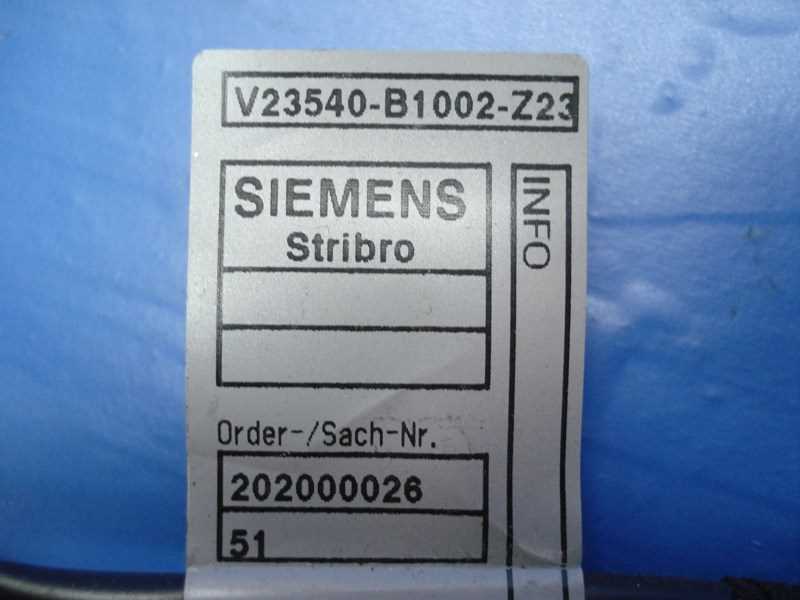 V23540-B1002-Z23
SIEMENS
Stribro
INFO
Order-/Sach-Nr.
202000026
51